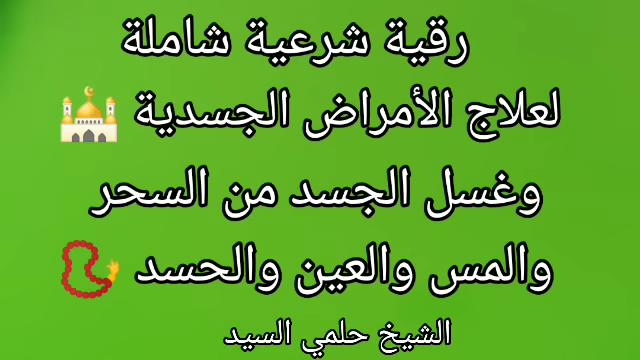 رقية شرعية شاملة
لعلاج الأمراض الجسدية 🕌
وغسل الجسد من السحر
والمس والعين والحسد 📿
الشيخ حلمي السيد